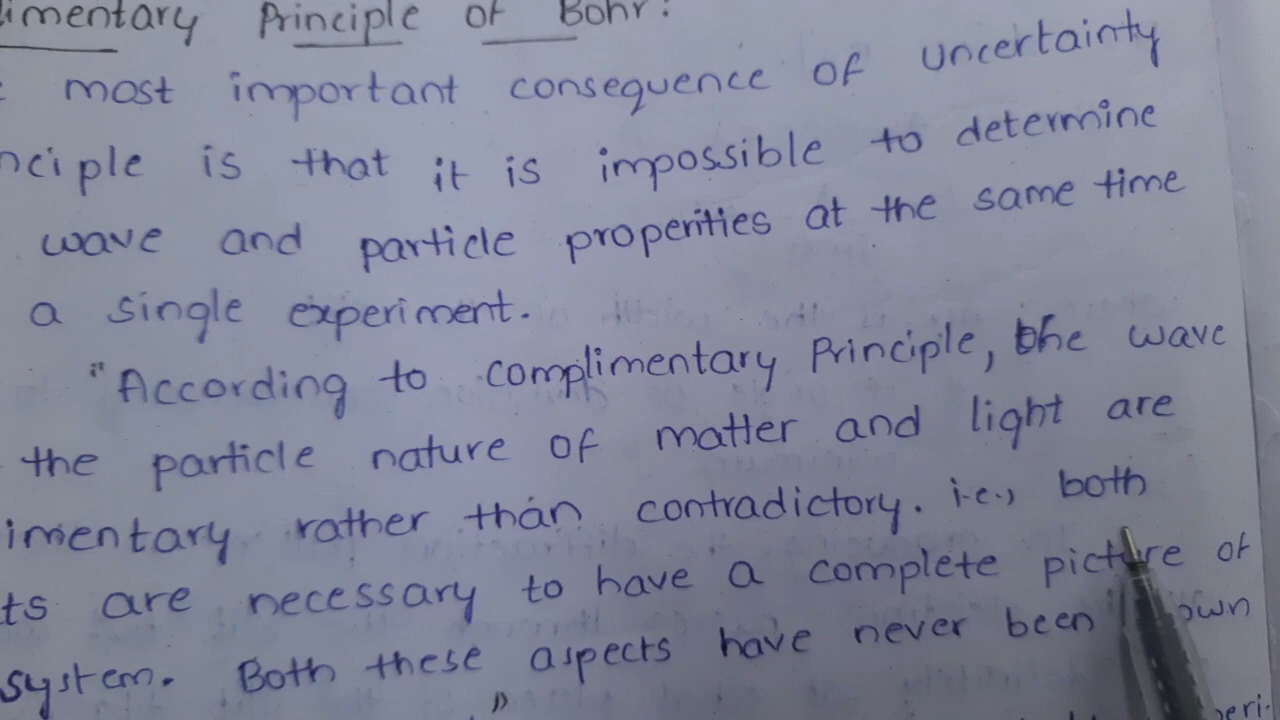 imentary Principle of Bohr:
most important consequence of uncertainty
nciple is that it is impossible to determine
wave and particle properities at the same time
a single experiment.
"According to complimentary Principle, the wave
the particle nature of matter and light are
imentary rather than contradictory. i.e., both
ts are necessary to have a complete picture of
system. Both these aspects have never been own
"
peri-